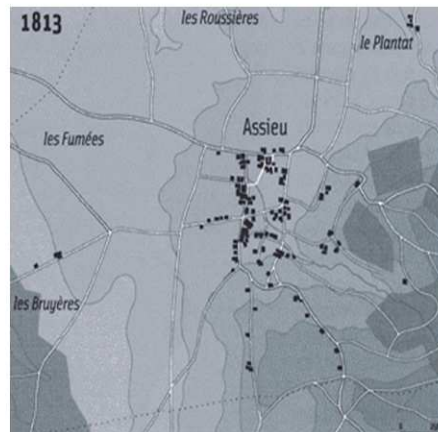 1813
les Roussières
le Plantat
Assieu
les Fumées
les Bruyères